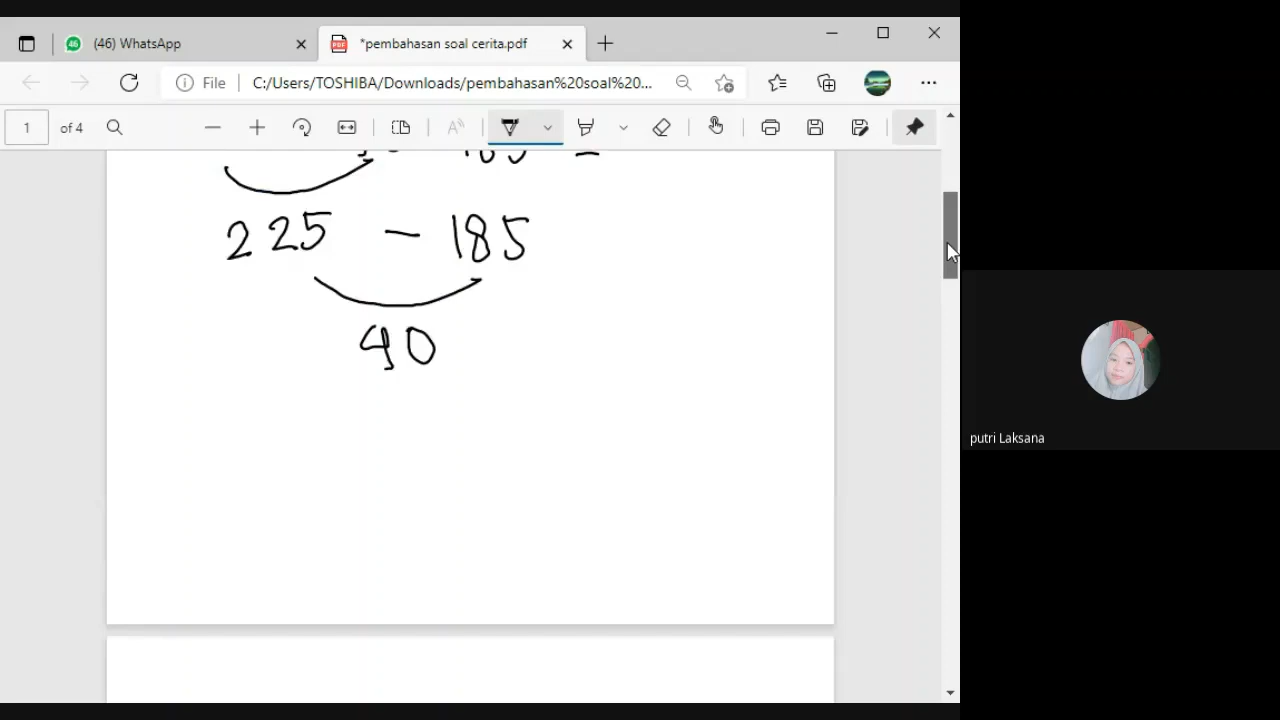 (46) WhatsApp
*pembahasan soal cerita.pdf
File C:/Users/TOSHIBA/Downloads/pembahasan%20soal%20...
1 of 4
225 - 185
40
putri Laksana